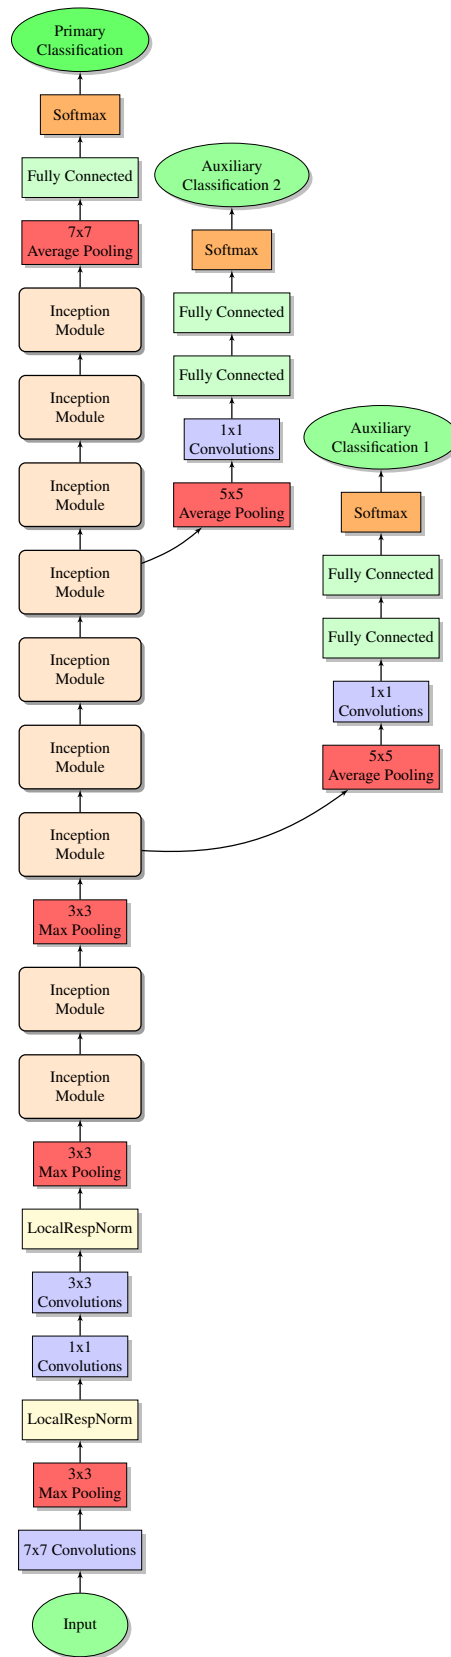 Primary
Classification
Softmax
Fully Connected
7x7
Average Pooling
Inception
Module
Inception
Module
Inception
Module
Inception
Module
Inception
Module
Inception
Module
Inception
Module
3x3
Max Pooling
Inception
Module
Inception
Module
3x3
Max Pooling
LocalRespNorm
3x3
Convolutions
1x1
Convolutions
LocalRespNorm
3x3
Max Pooling
7x7 Convolutions
Input
Auxiliary
Classification 2
Softmax
Fully Connected
Fully Connected
1x1
Convolutions
5x5
Average Pooling
Auxiliary
Classification 1
Softmax
Fully Connected
Fully Connected
1x1
Convolutions
5x5
Average Pooling